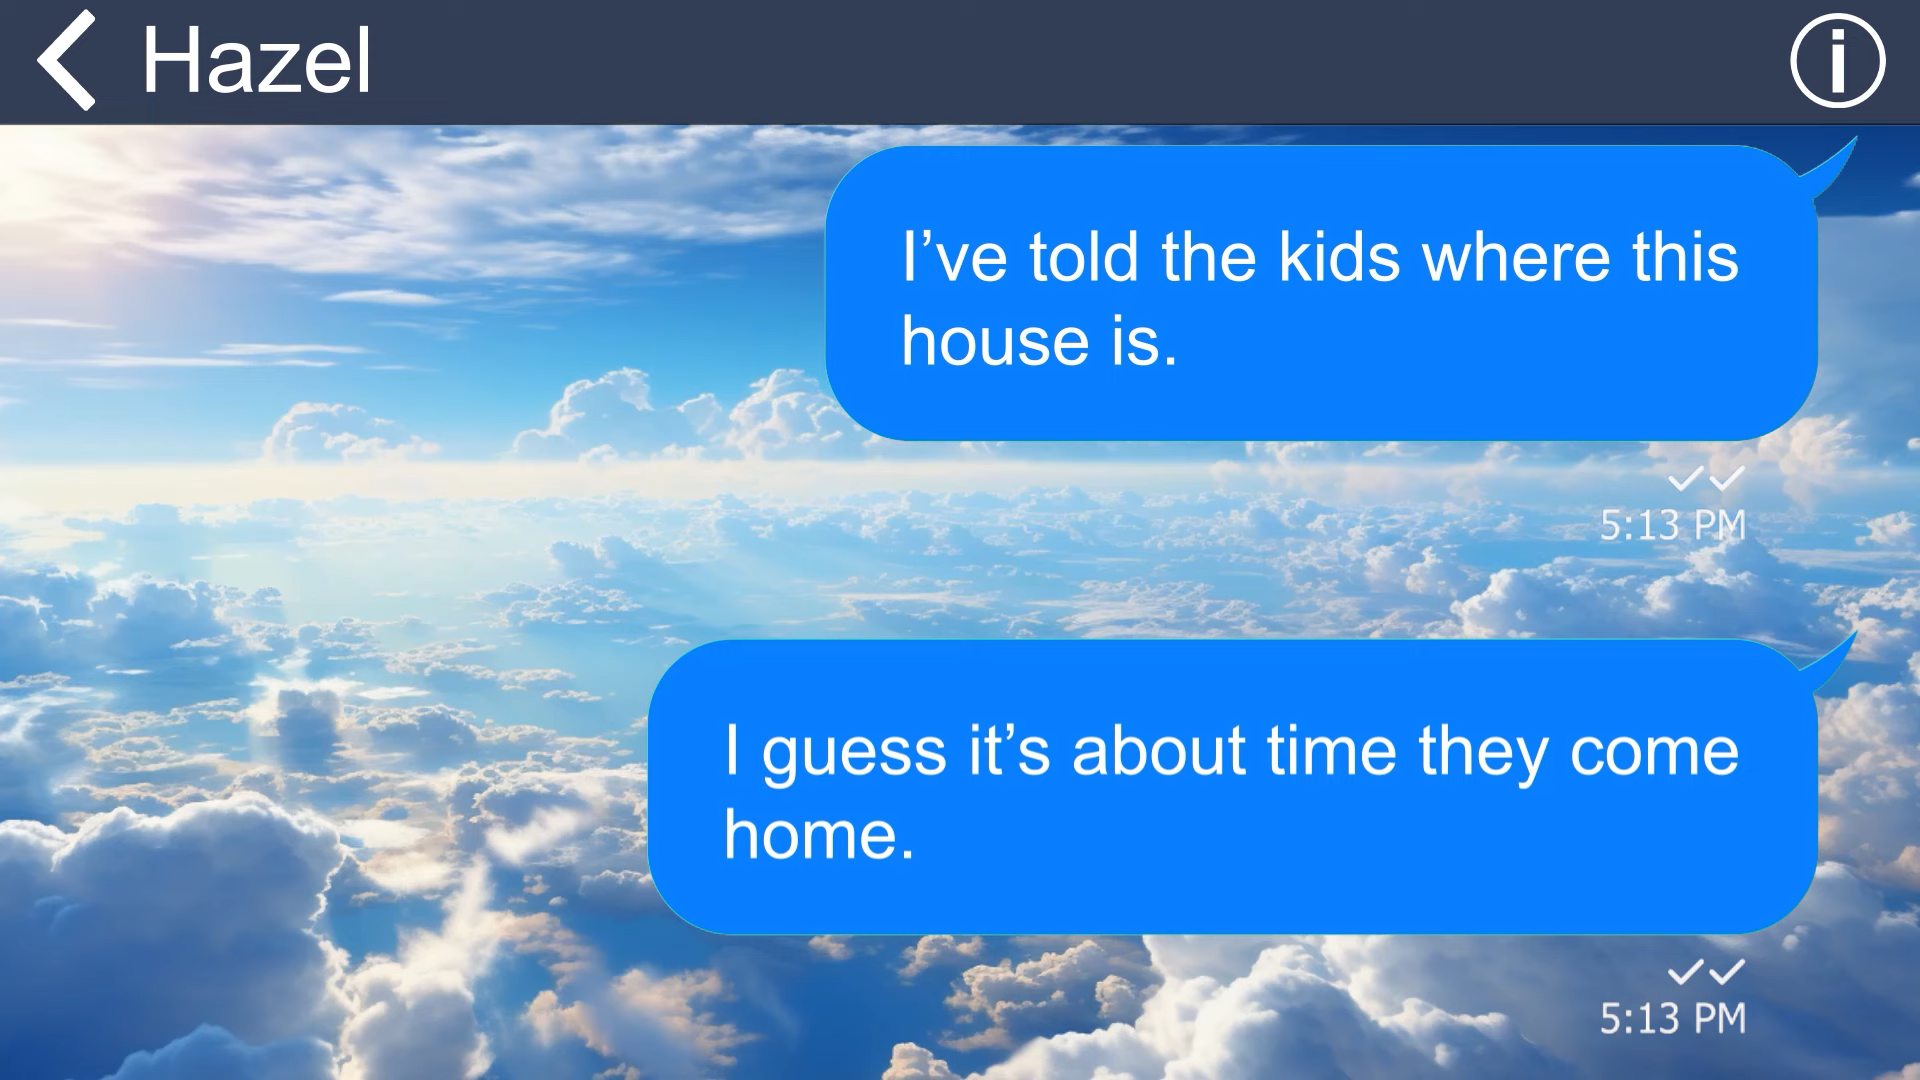 Hazel
I’ve told the kids where this
house is.
5:13 PM
I guess it’s about time they come
home.
5:13 PM